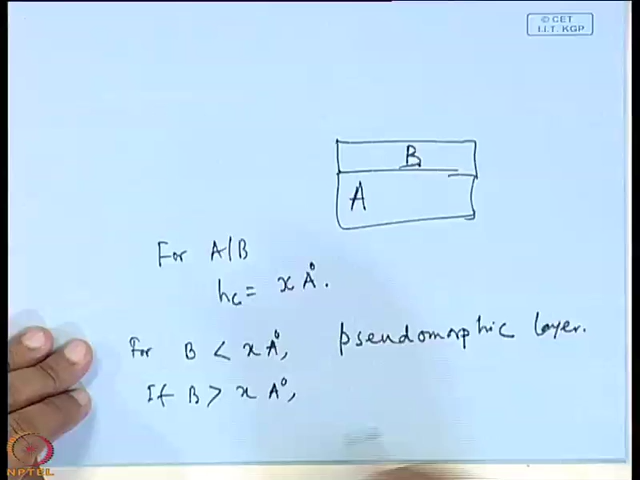 © CET
I.I.T. KGP
B
A
For A/B
hc = x Å.
For B < x Å, pseudomorphic layer.
If B > x Å,
NPTEL